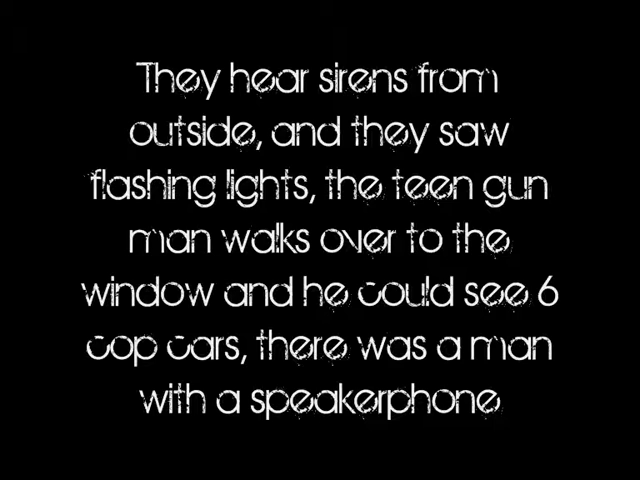 They hear sirens from
outside, and they saw
flashing lights, the teen gun
man walks over to the
window and he could see 6
cop cars, there was a man
with a speakerphone